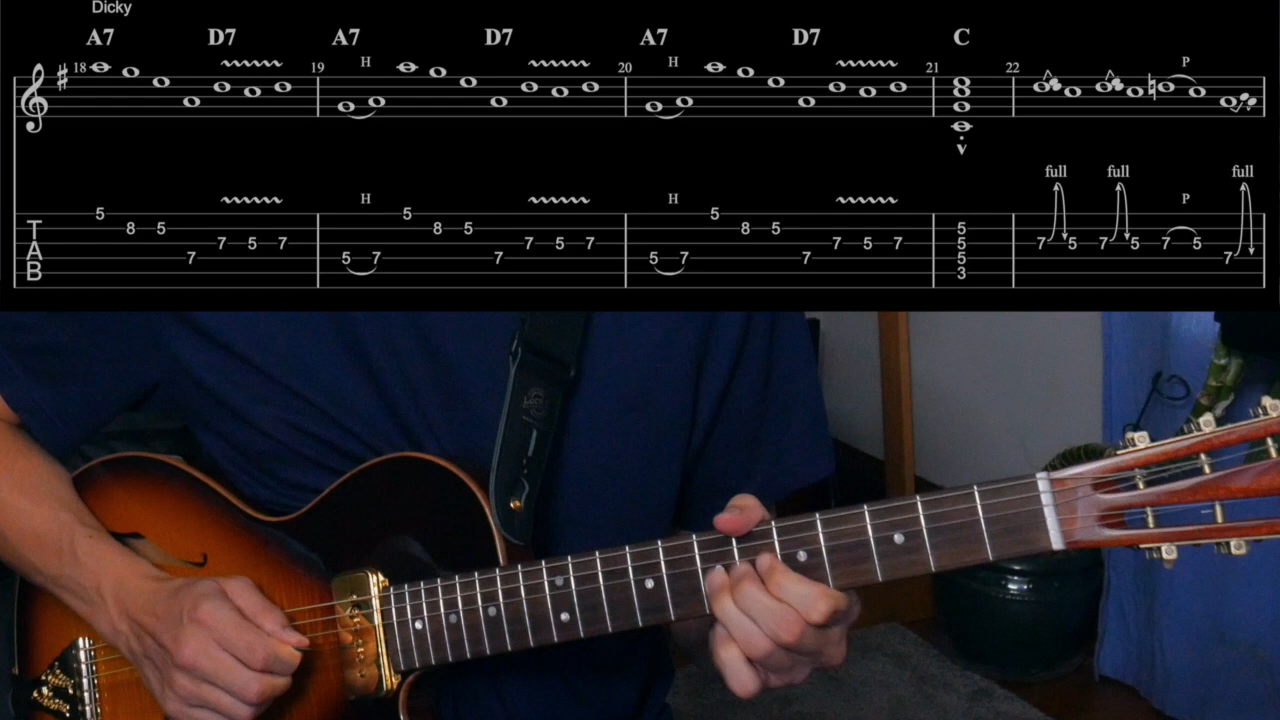 Dicky
A7 D7 A7 D7 A7 D7 C
18 19 H 20 H 21 22 P
full full full
H H P
5 5 5
8 5 8 5 8 5 5
T 7 5 7 7 5 7 7 5 7 5 7 5 7 5 7 5
A 7 5 7 7 5 7 7 5 7
B 3